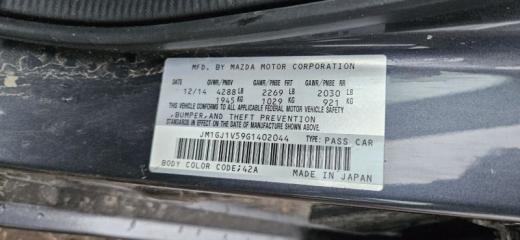 MFD. BY MAZDA MOTOR CORPORATION
12/14 GVWR/PNBV 4288 LB 1945 KG GAWR/PNBE FRT 2269 LB 1029 KG GAWR/PNBE RR 2030 LB 921 KG
THIS VEHICLE CONFORMS TO ALL APPLICABLE FEDERAL MOTOR VEHICLE SAFETY
,BUMPER,AND THEFT PREVENTION
STANDARDS IN EFFECT ON THE DATE OF MANUFACTURE SHOWN ABOVE.
JM1GJ1V59G1402044 TYPE: PASS CAR
BODY COLOR CODE;42A MADE IN JAPAN